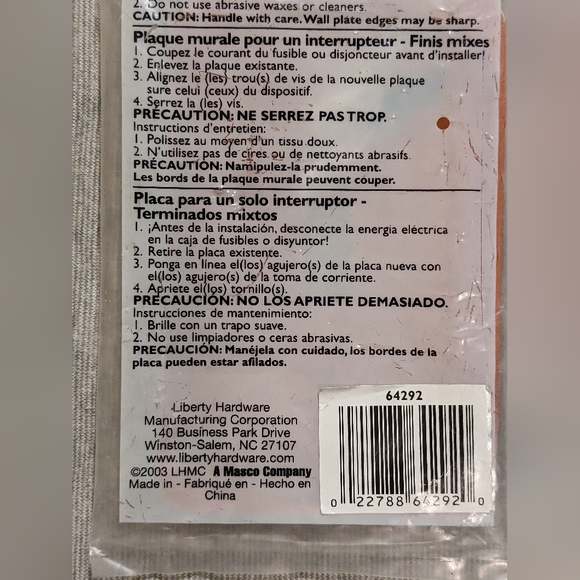 2. Do not use abrasive waxes or cleaners.
CAUTION: Handle with care. Wall plate edges may be sharp.
Plaque murale pour un interrupteur - Finis mixes
1. Coupez le courant du fusible ou disjoncteur avant d'installer!
2. Enlevez la plaque existante.
3. Alignez le (les) trou(s) de vis de la nouvelle plaque
sure celui (ceux) du dispositif.
4. Serrez la (les) vis.
PRÉCAUTION: NE SERREZ PAS TROP.
Instructions d'entretien:
1. Polissez au moyen d'un tissu doux.
2. N'utilisez pas de cires ou de nettoyants abrasifs.
PRÉCAUTION: Namipulez-la prudemment.
Les bords de la plaque murale peuvent couper.
Placa para un solo interruptor -
Terminados mixtos
1. ¡Antes de la instalación, desconecte la energia eléctrica
en la caja de fusibles o disyuntor!
2. Retire la placa existente.
3. Ponga en línea el(los) agujero(s) de la placa nueva con
el(los) agujero(s) de la toma de corriente.
4. Apriete el(los) tornillo(s).
PRECAUCIÓN: NO LOS APRIETE DEMASIADO.
Instrucciones de mantenimiento:
1. Brille con un trapo suave.
2. No use limpiadores o ceras abrasivas.
PRECAUCIÓN: Manéjela con cuidado, los bordes de la
placa pueden estar afilados.
Liberty Hardware
Manufacturing Corporation
140 Business Park Drive
Winston-Salem, NC 27107
www.libertyhardware.com
©2003 LHMC A Masco Company
Made in - Fabriqué en - Hecho en
China
64292
0 22788 64292 0